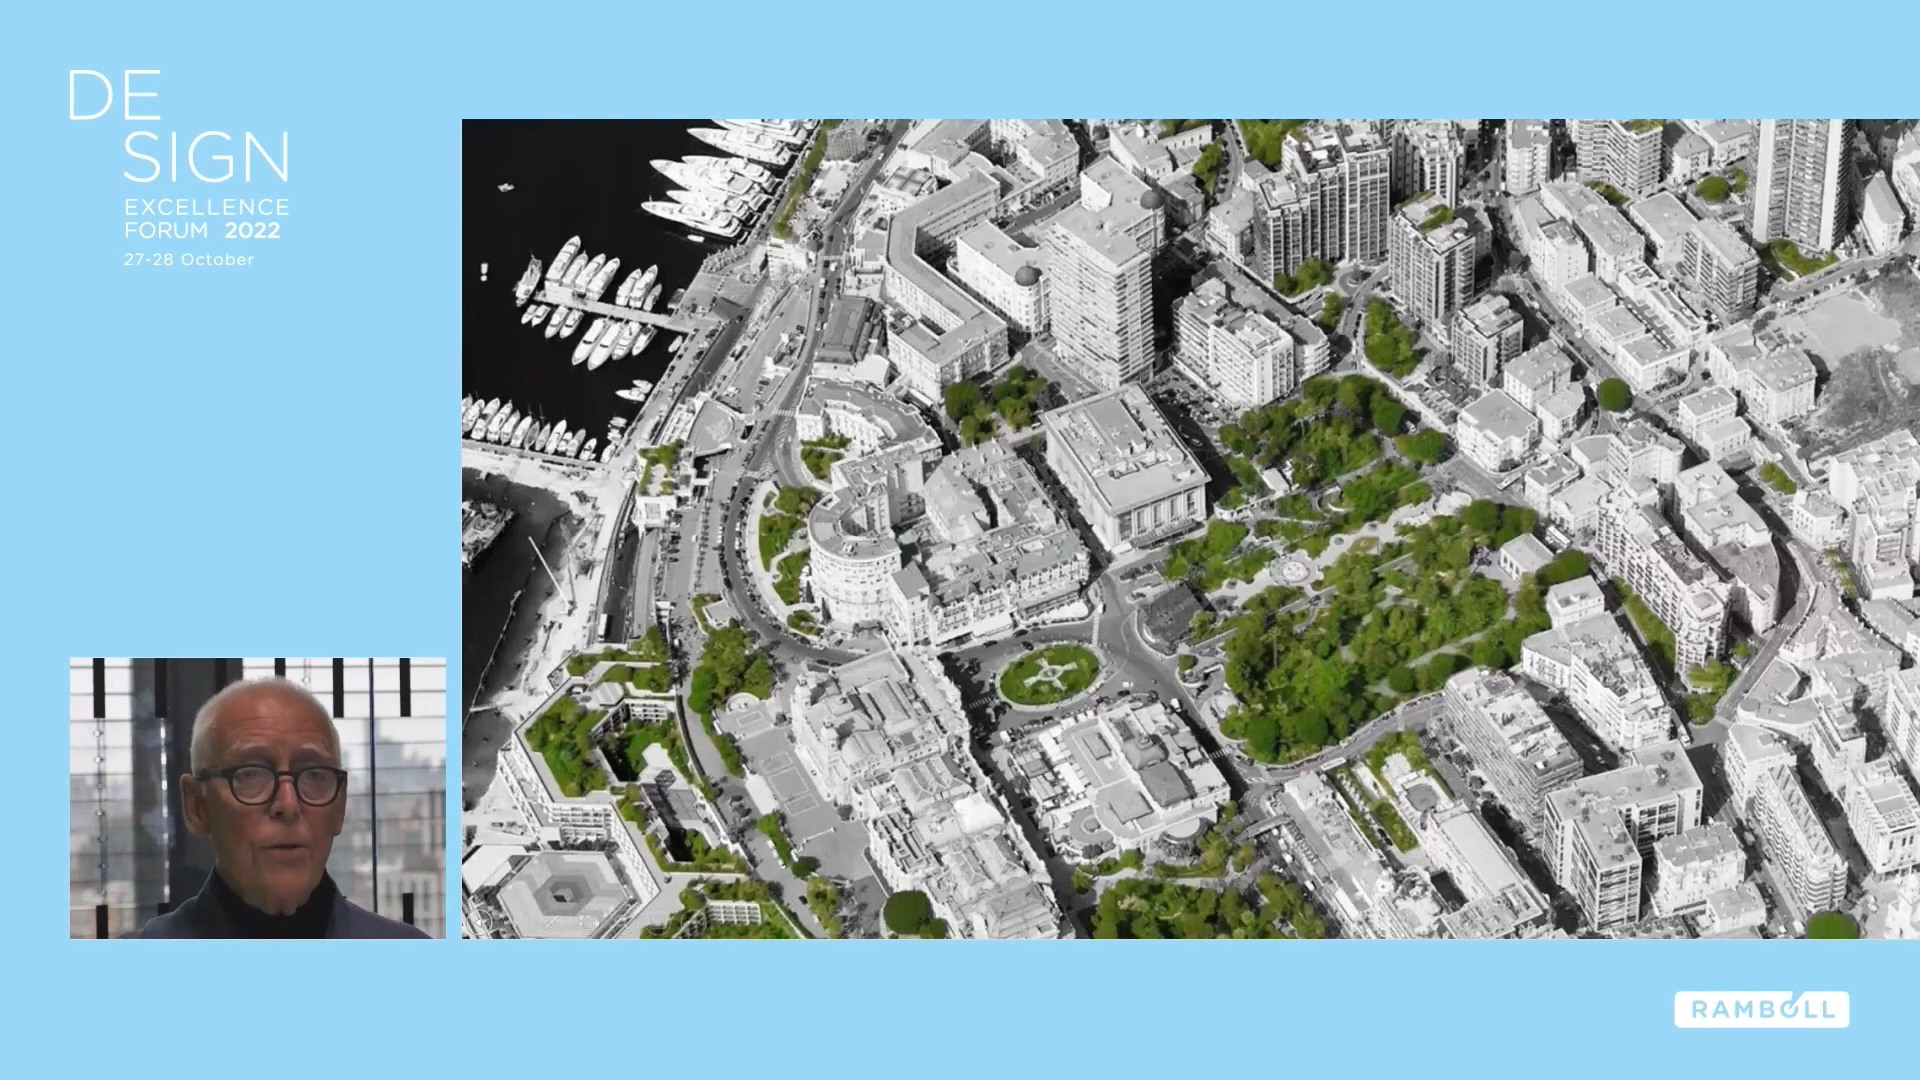 DE
SIGN
EXCELLENCE
FORUM 2022
27-28 October
RAMBOLL